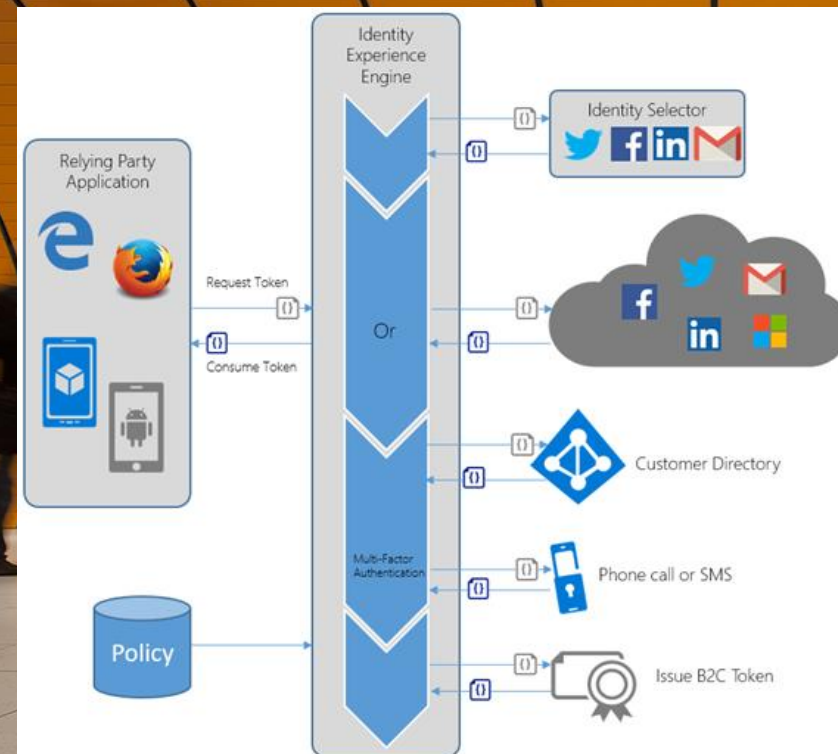 Identity
Experience
Engine
Identity Selector
Relying Party
Application
Request Token
Consume Token
Or
Customer Directory
Multi-Factor
Authentication
Phone call or SMS
Policy
Issue B2C Token